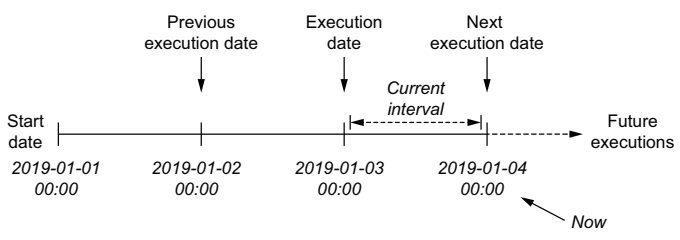 Previous
execution date
Execution
date
Next
execution date
Current
interval
Start
date
Future
executions
2019-01-01
00:00
2019-01-02
00:00
2019-01-03
00:00
2019-01-04
00:00
Now